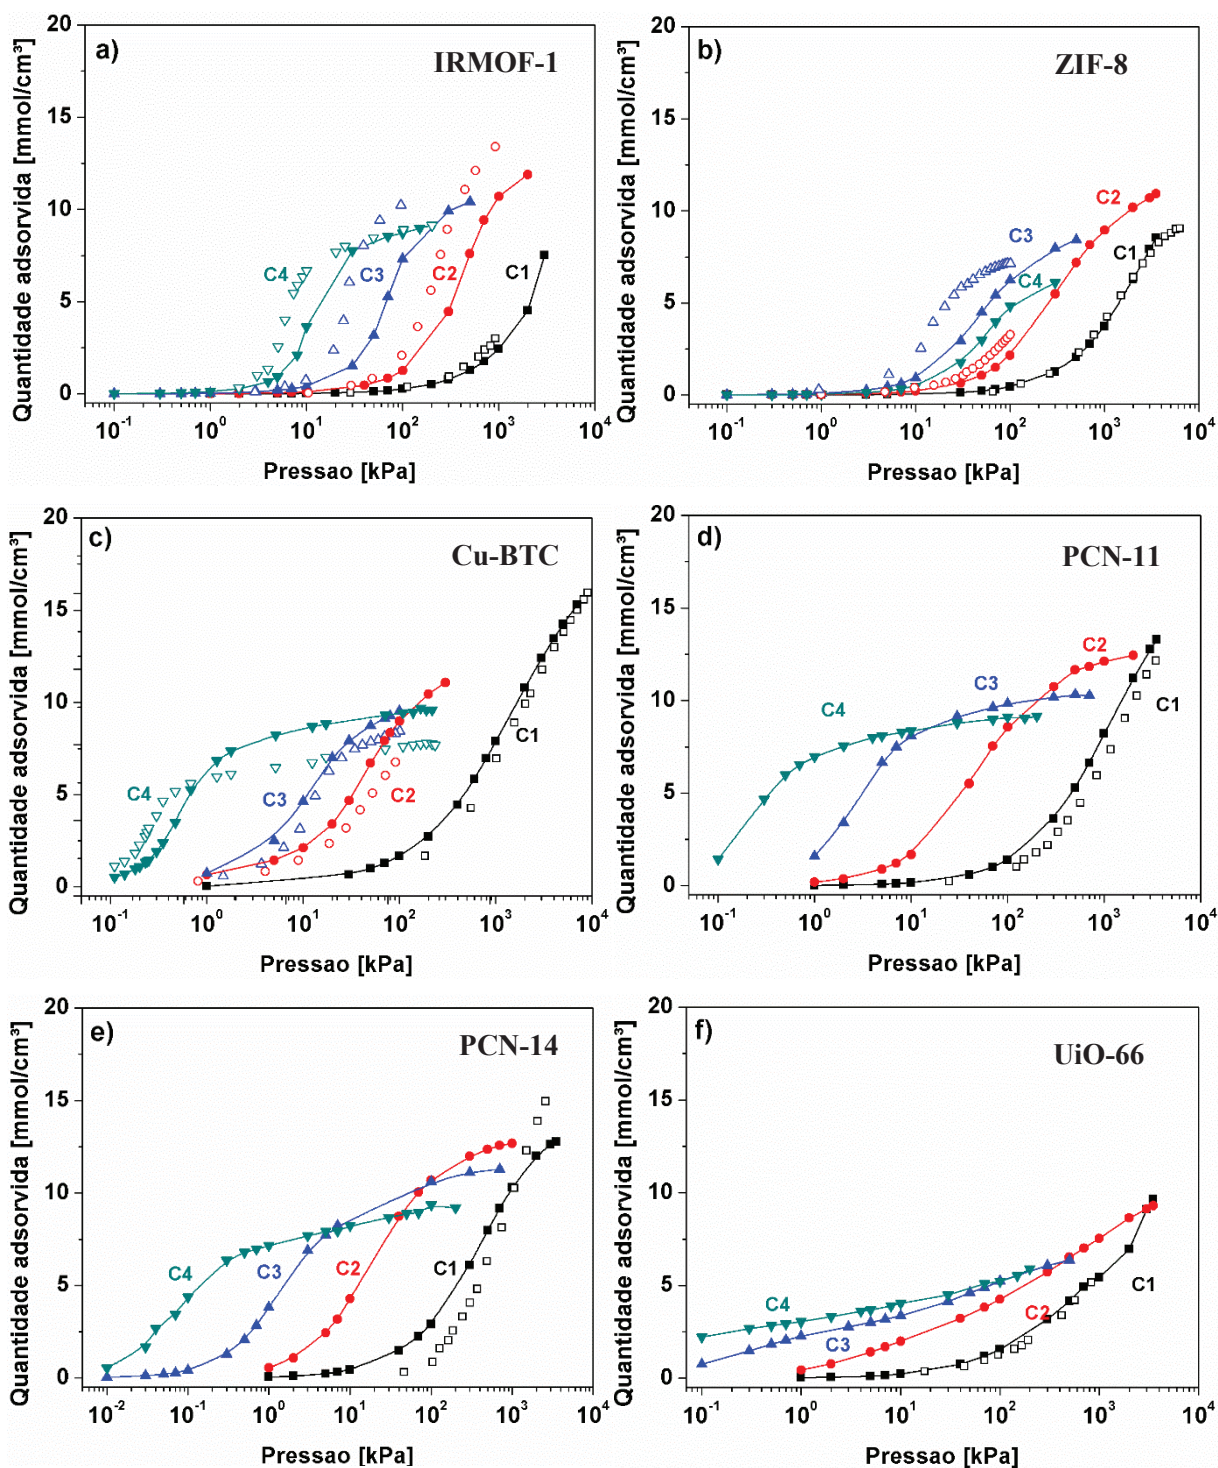 a)
IRMOF-1
20
15
10
5
0
C4
C3
C2
C1
10⁻¹ 10⁰ 10¹ 10² 10³ 10⁴
Quantidade adsorvida [mmol/cm³]
Pressao [kPa]
b)
ZIF-8
20
15
10
5
0
C2
C3
C1
C4
10⁻¹ 10⁰ 10¹ 10² 10³ 10⁴
Quantidade adsorvida [mmol/cm³]
Pressao [kPa]
c)
Cu-BTC
20
15
10
5
0
C1
C4
C3
C2
10⁻¹ 10⁰ 10¹ 10² 10³ 10⁴
Quantidade adsorvida [mmol/cm³]
Pressao [kPa]
d)
PCN-11
20
15
10
5
0
C2
C3
C4
C1
10⁻¹ 10⁰ 10¹ 10² 10³ 10⁴
Quantidade adsorvida [mmol/cm³]
Pressao [kPa]
e)
PCN-14
20
15
10
5
0
C4
C3
C2
C1
10⁻² 10⁻¹ 10⁰ 10¹ 10² 10³ 10⁴
Quantidade adsorvida [mmol/cm³]
Pressao [kPa]
f)
UiO-66
20
15
10
5
0
C4
C3
C2
C1
10⁻¹ 10⁰ 10¹ 10² 10³ 10⁴
Quantidade adsorvida [mmol/cm³]
Pressao [kPa]